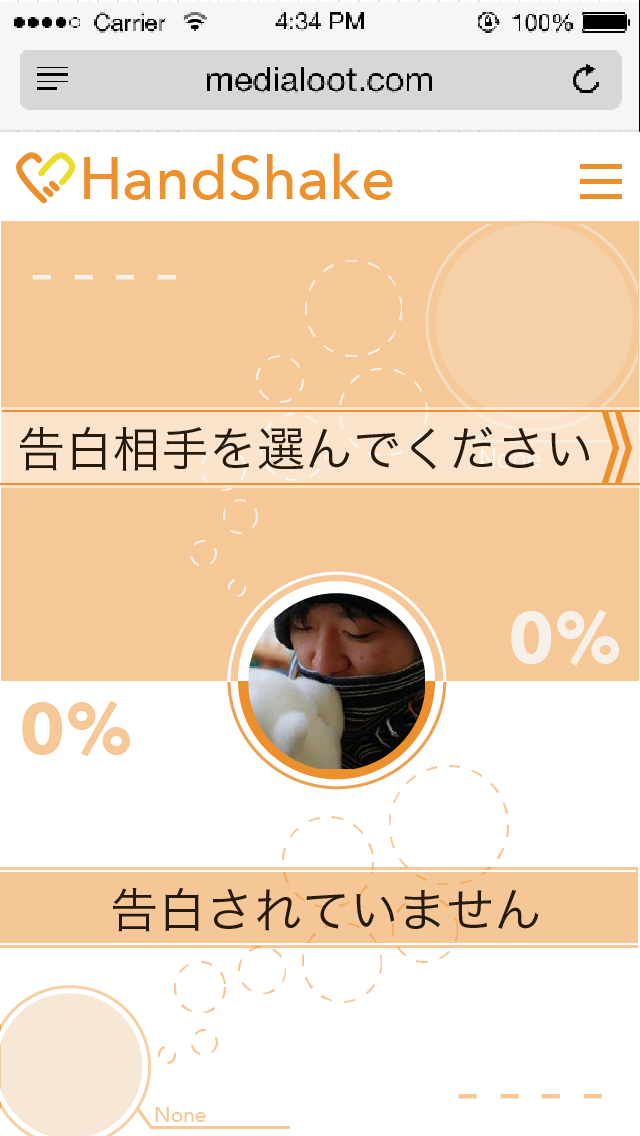 Carrier 4:34 PM 100%
medialoot.com
HandShake
- - - -
告白相手を選んでください
None
0%
0%
告白されていません
- - - -
None